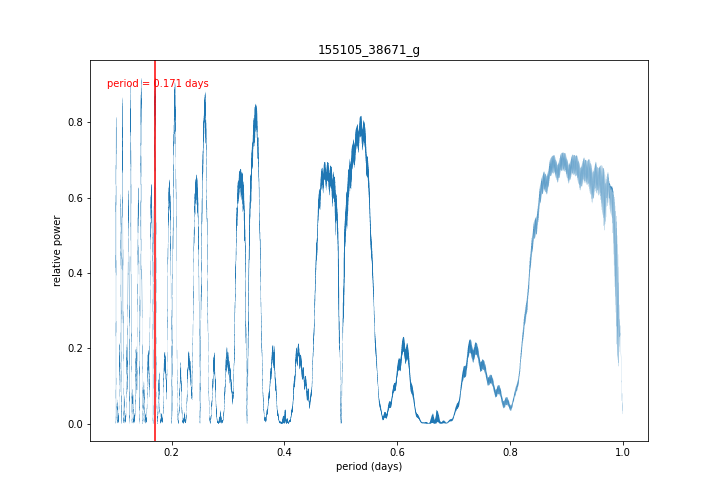 155105_38671_g
period = 0.171 days
relative power
0.8
0.6
0.4
0.2
0.0
0.2 0.4 0.6 0.8 1.0
period (days)